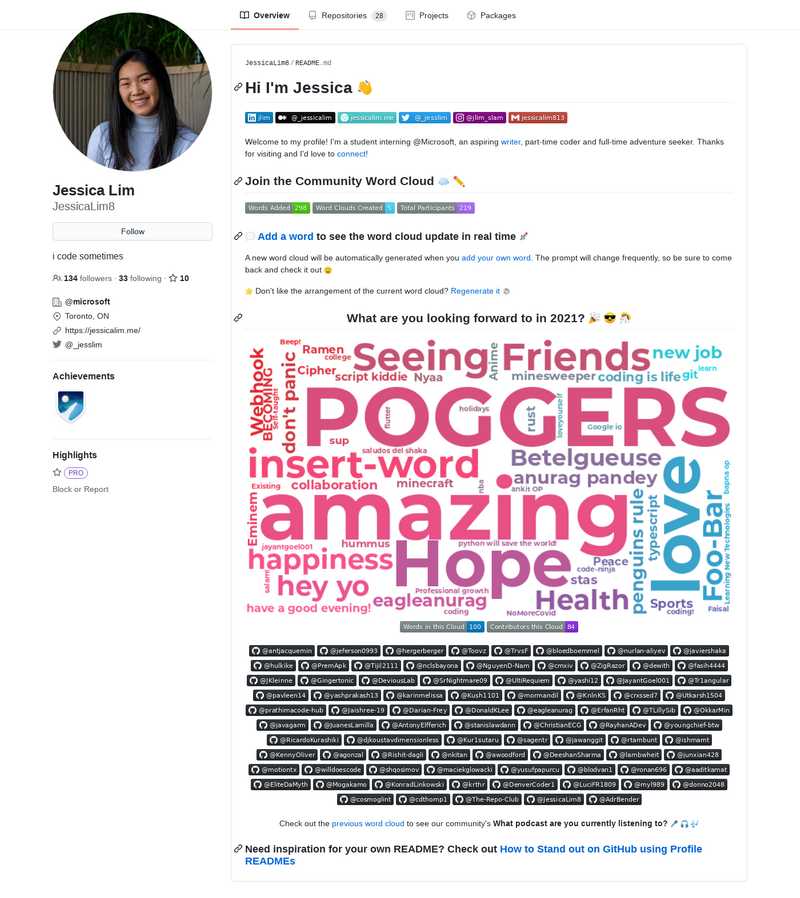 Overview
Repositories 28
Projects
Packages
Jessica Lim
JessicaLim8
Follow
i code sometimes
134 followers · 33 following · 10
@microsoft
Toronto, ON
https://jessicalim.me/
@_jesslim
Achievements
Highlights
PRO
Block or Report
JessicaLim8 / README.md
Hi I'm Jessica 👋
jlim @_jessicalim jessicalim.me @_jesslim @jlim_slam jessicalim813
Welcome to my profile! I'm a student interning @Microsoft, an aspiring writer, part-time coder and full-time adventure seeker. Thanks
for visiting and I'd love to connect!
Join the Community Word Cloud ☁️ ✏️
Words Added 298 Word Clouds Created 5 Total Participants 219
Add a word to see the word cloud update in real time 🚀
A new word cloud will be automatically generated when you add your own word. The prompt will change frequently, so be sure to come
back and check it out 😄
⭐ Don't like the arrangement of the current word cloud? Regenerate it 🎲
What are you looking forward to in 2021? 🎉 😎
Beep!
Ramen
college
Cipher
script kiddie
Seeing Friends
Nyaa
Anime
minesweeper
coding is life
new job
learn
git
Webhook
BECOMING
Self-taught
don't panic
POGGERS
flutter
holidays
rust
loveyourself
Google io
sup
saludos del shaka
insert-word
Betelgueuse
Existing
collaboration
minecraft
nba
anurag pandey
ankit OP
Eminem
amazing
love
bapna op
penguins rule
typescript
Foo-Bar
Learning New Technologies
jayantgoel001
hummus
python will save the world!
happiness
Hope
Peace
code-ninja
stas
salam
hey yo
Professional growth
have a good evening!
eagleanurag
coding
NoMoreCovid
Health
Sports
coding!
Faisal
Words in this Cloud 100 Contributors this Cloud 84
@antjacquemin @jeferson0993 @hergerberger @Toovz @TrvsF @bloedboemmel @nurlan-aliyev @javiershaka
@hulkike @PremApk @Tijil2111 @nclsbayona @NguyenD-Nam @cmxiv @ZigRazor @dewith @fasih4444
@JKleinne @Gingertonic @DeviousLab @SrNightmare09 @UltiRequiem @yashi12 @JayantGoel001 @Tr1angular
@pavleen14 @yashprakash13 @karinmelissa @Kush1101 @mormandil @KnlnKS @crxssed7 @Utkarsh1504
@prathimacode-hub @Jaishree-19 @Darian-Frey @DonaldKLee @eagleanurag @ErfanRht @TLillySib @OkkarMin
@javagarm @JuanesLamilla @AntonyElfferich @stanislawdann @ChristianECG @RayhanADev @youngchief-btw
@RicardoKurashiki @djkoustavdimensionless @Kur1sutaru @sagentr @jawanggit @rtambunt @ishmamt
@KennyOliver @agonzal @Rishit-dagli @nkitan @awoodford @DeeshanSharma @lambwheit @junxian428
@motiontx @willdoescode @shqosimov @maciekglowacki @yusufpapurcu @blodvan1 @ronan696 @aaditkamat
@EliteDaMyth @Mogakamo @KonradLinkowski @krthr @DenverCoder1 @LuciFR1809 @myl989 @donno2048
@cosmoglint @cdthomp1 @The-Repo-Club @JessicaLim8 @AdrBender
Check out the previous word cloud to see our community's What podcast are you currently listening to? 🎤 🎧 🎶
Need inspiration for your own README? Check out How to Stand out on GitHub using Profile
READMEs